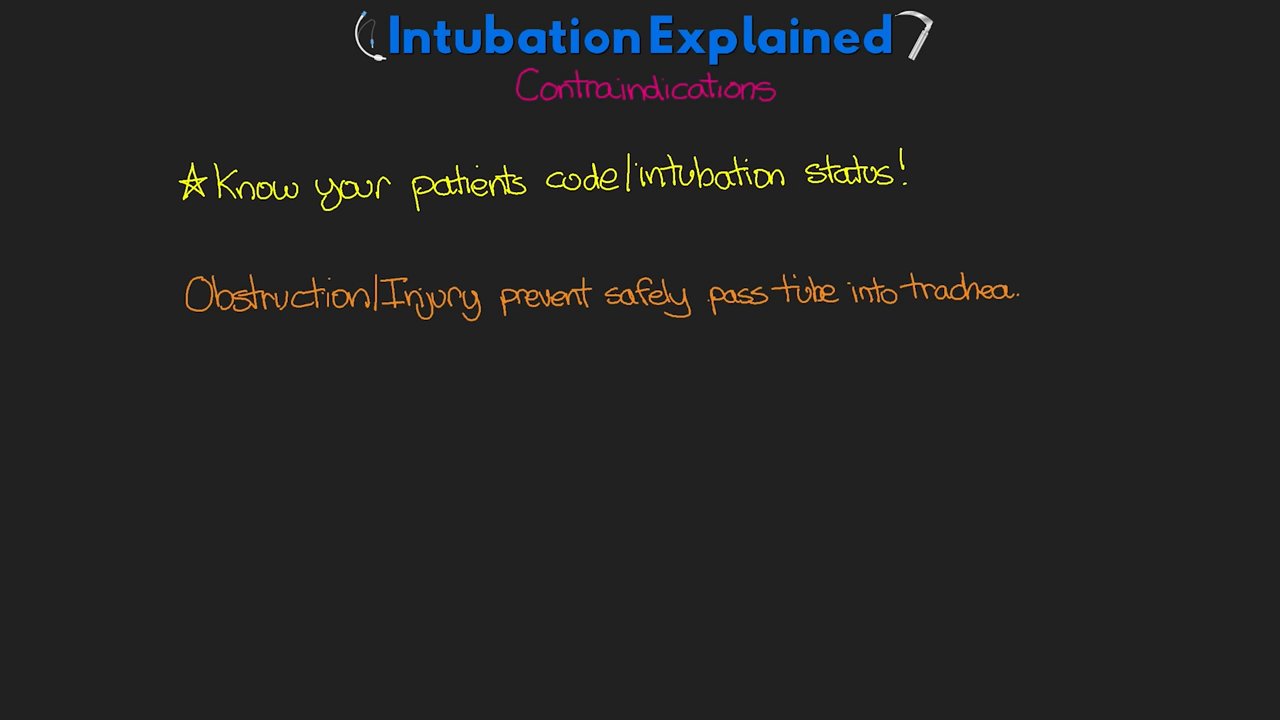 Intubation Explained
Contraindications
☆Know your patients code/intubation status!
Obstruction/Injury prevent safely pass tube into trachea.